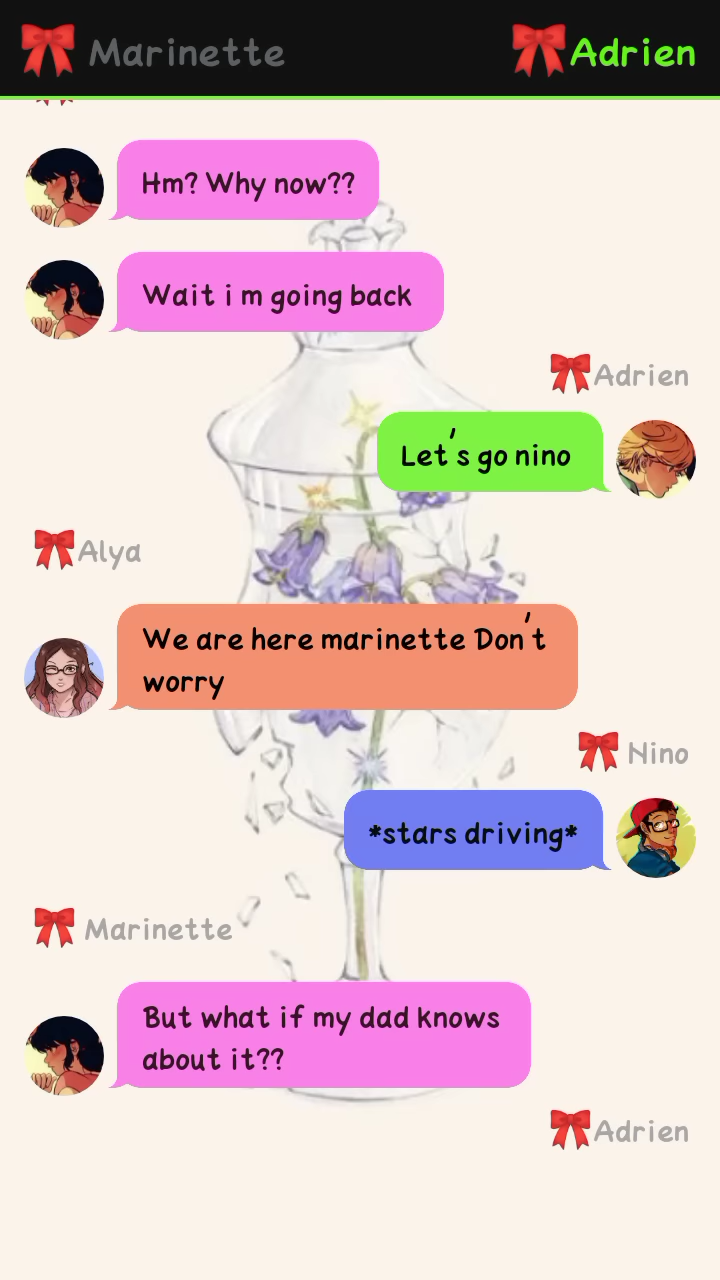 Marinette
Adrien
Hm? Why now??
Wait i m going back
Adrien
Let's go nino
Alya
We are here marinette Don't
worry
Nino
*stars driving*
Marinette
But what if my dad knows
about it??
Adrien